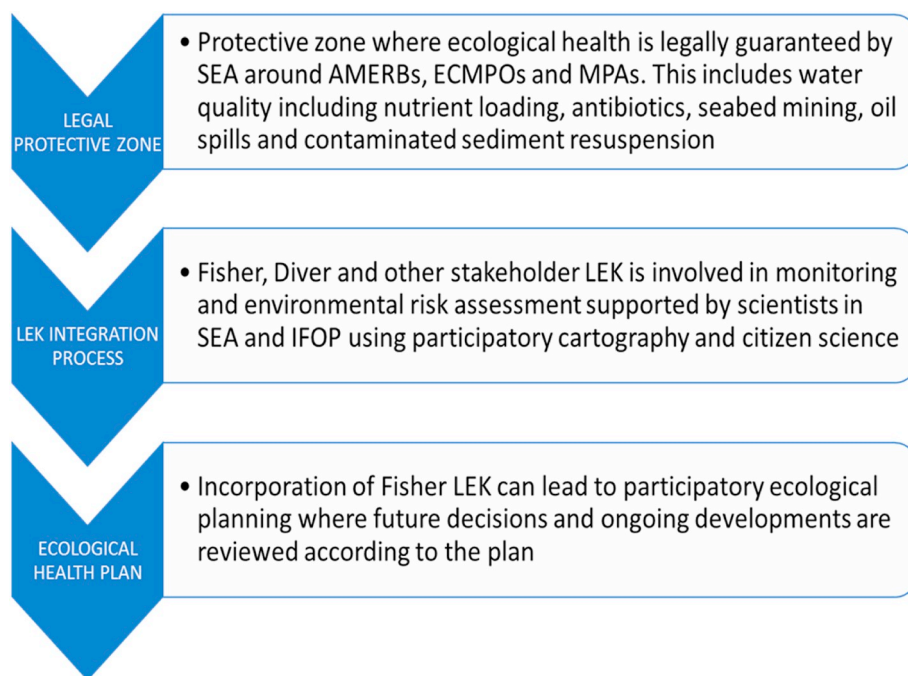 LEGAL
PROTECTIVE ZONE
• Protective zone where ecological health is legally guaranteed by
SEA around AMERBs, ECMPOs and MPAs. This includes water
quality including nutrient loading, antibiotics, seabed mining, oil
spills and contaminated sediment resuspension
LEK INTEGRATION
PROCESS
• Fisher, Diver and other stakeholder LEK is involved in monitoring
and environmental risk assessment supported by scientists in
SEA and IFOP using participatory cartography and citizen science
ECOLOGICAL
HEALTH PLAN
• Incorporation of Fisher LEK can lead to participatory ecological
planning where future decisions and ongoing developments are
reviewed according to the plan